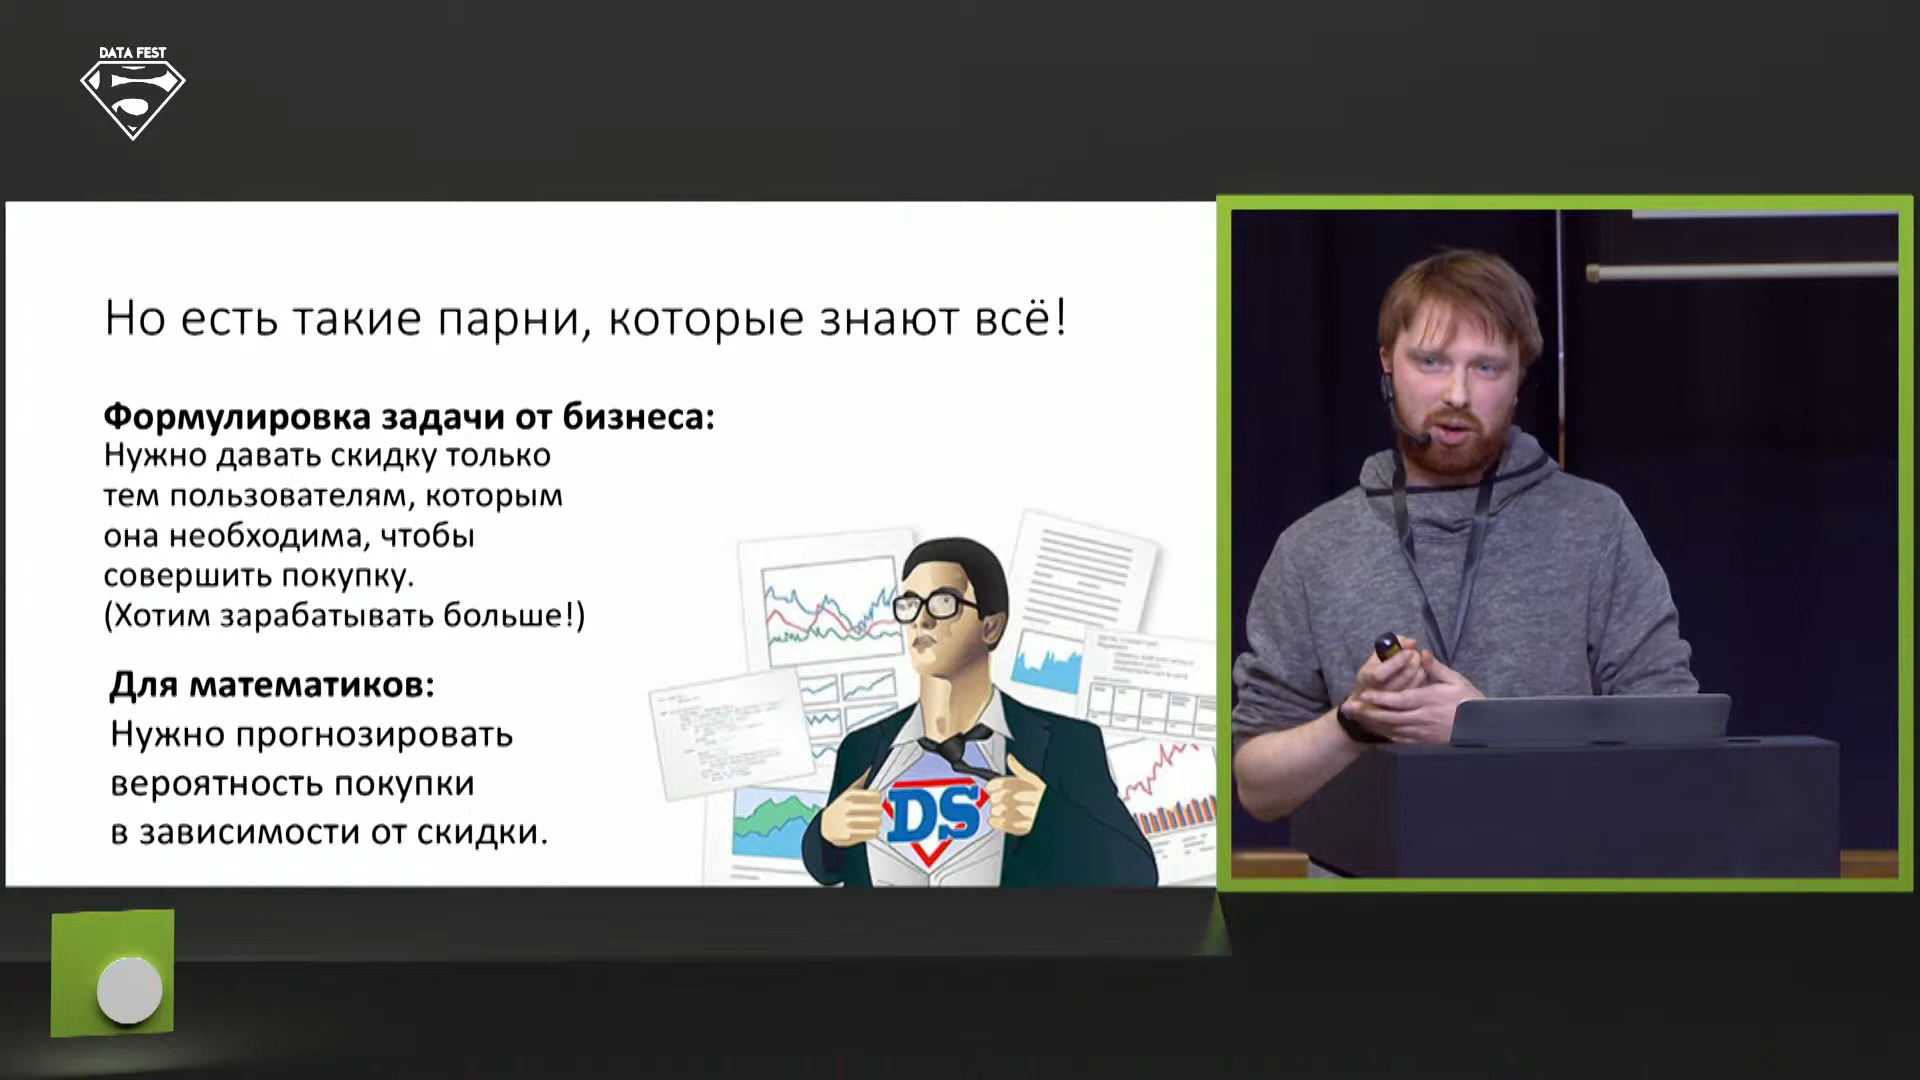 DATA FEST
Но есть такие парни, которые знают всё!
Формулировка задачи от бизнеса:
Нужно давать скидку только
тем пользователям, которым
она необходима, чтобы
совершить покупку.
(Хотим зарабатывать больше!)
Для математиков:
Нужно прогнозировать
вероятность покупки
в зависимости от скидки.
DS